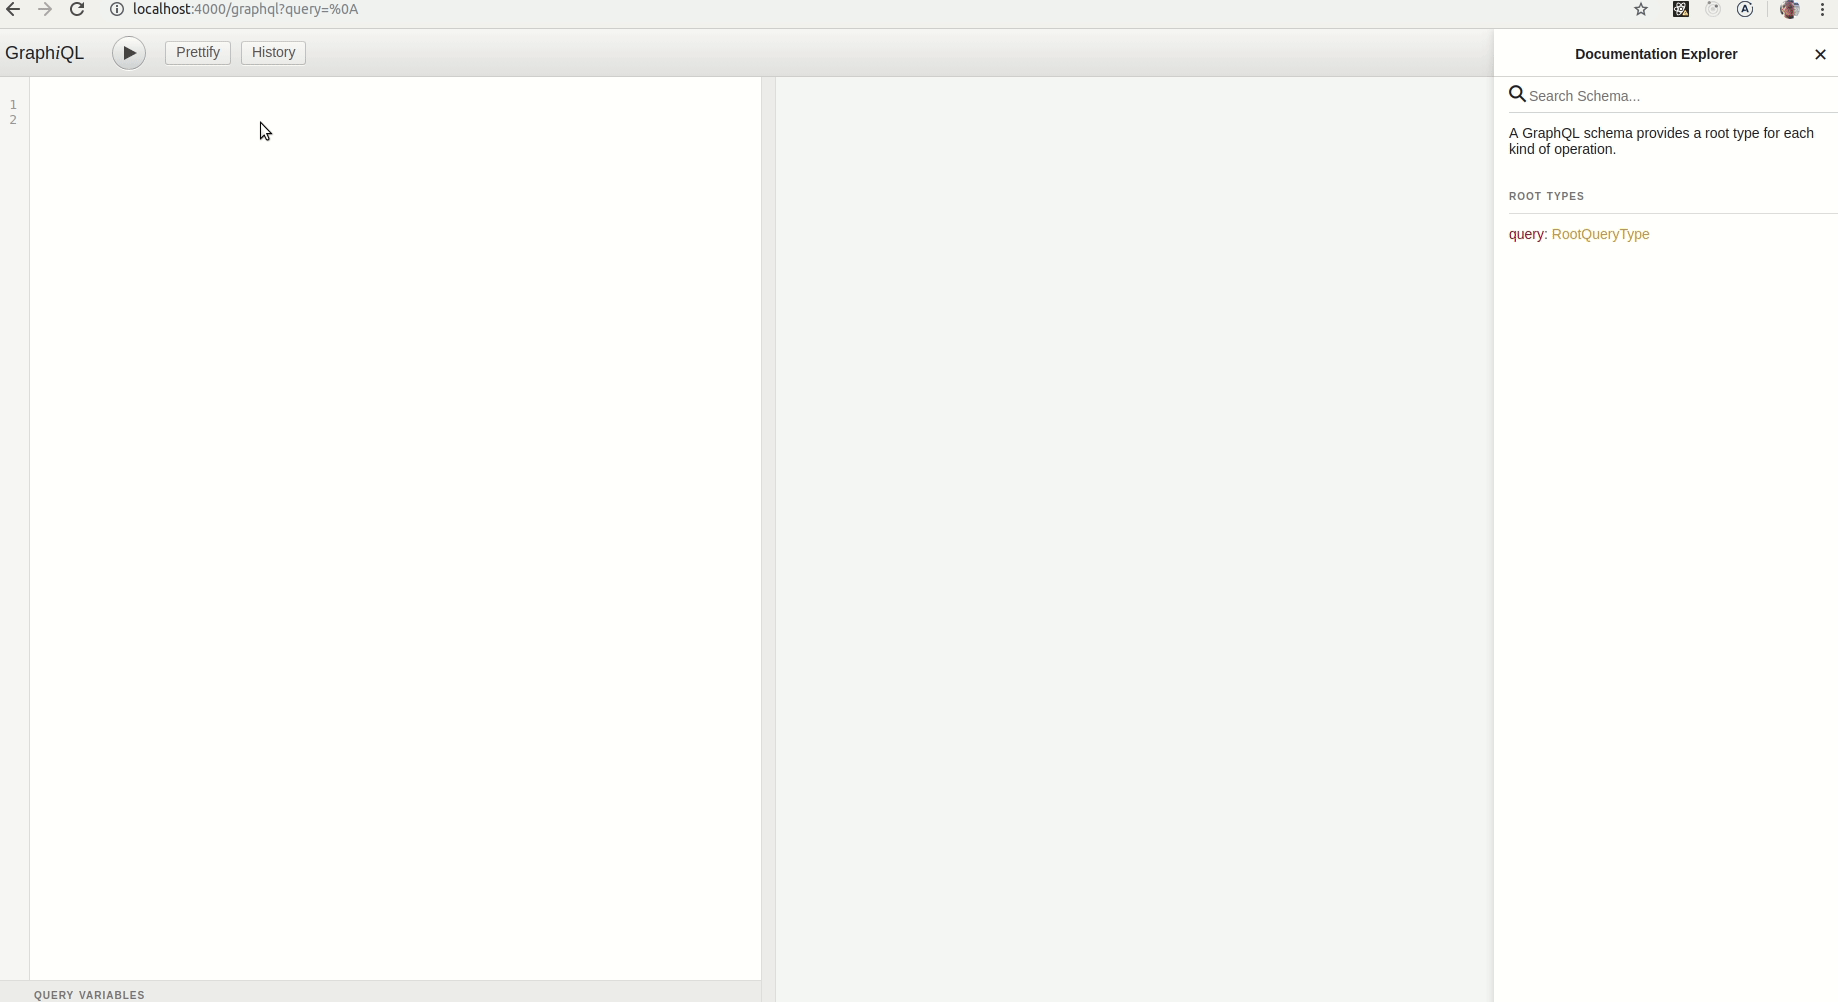 localhost:4000/graphql?query=%0A
GraphiQL
Prettify
History
Documentation Explorer
1
2
Search Schema...
A GraphQL schema provides a root type for each
kind of operation.
ROOT TYPES
query: RootQueryType
QUERY VARIABLES